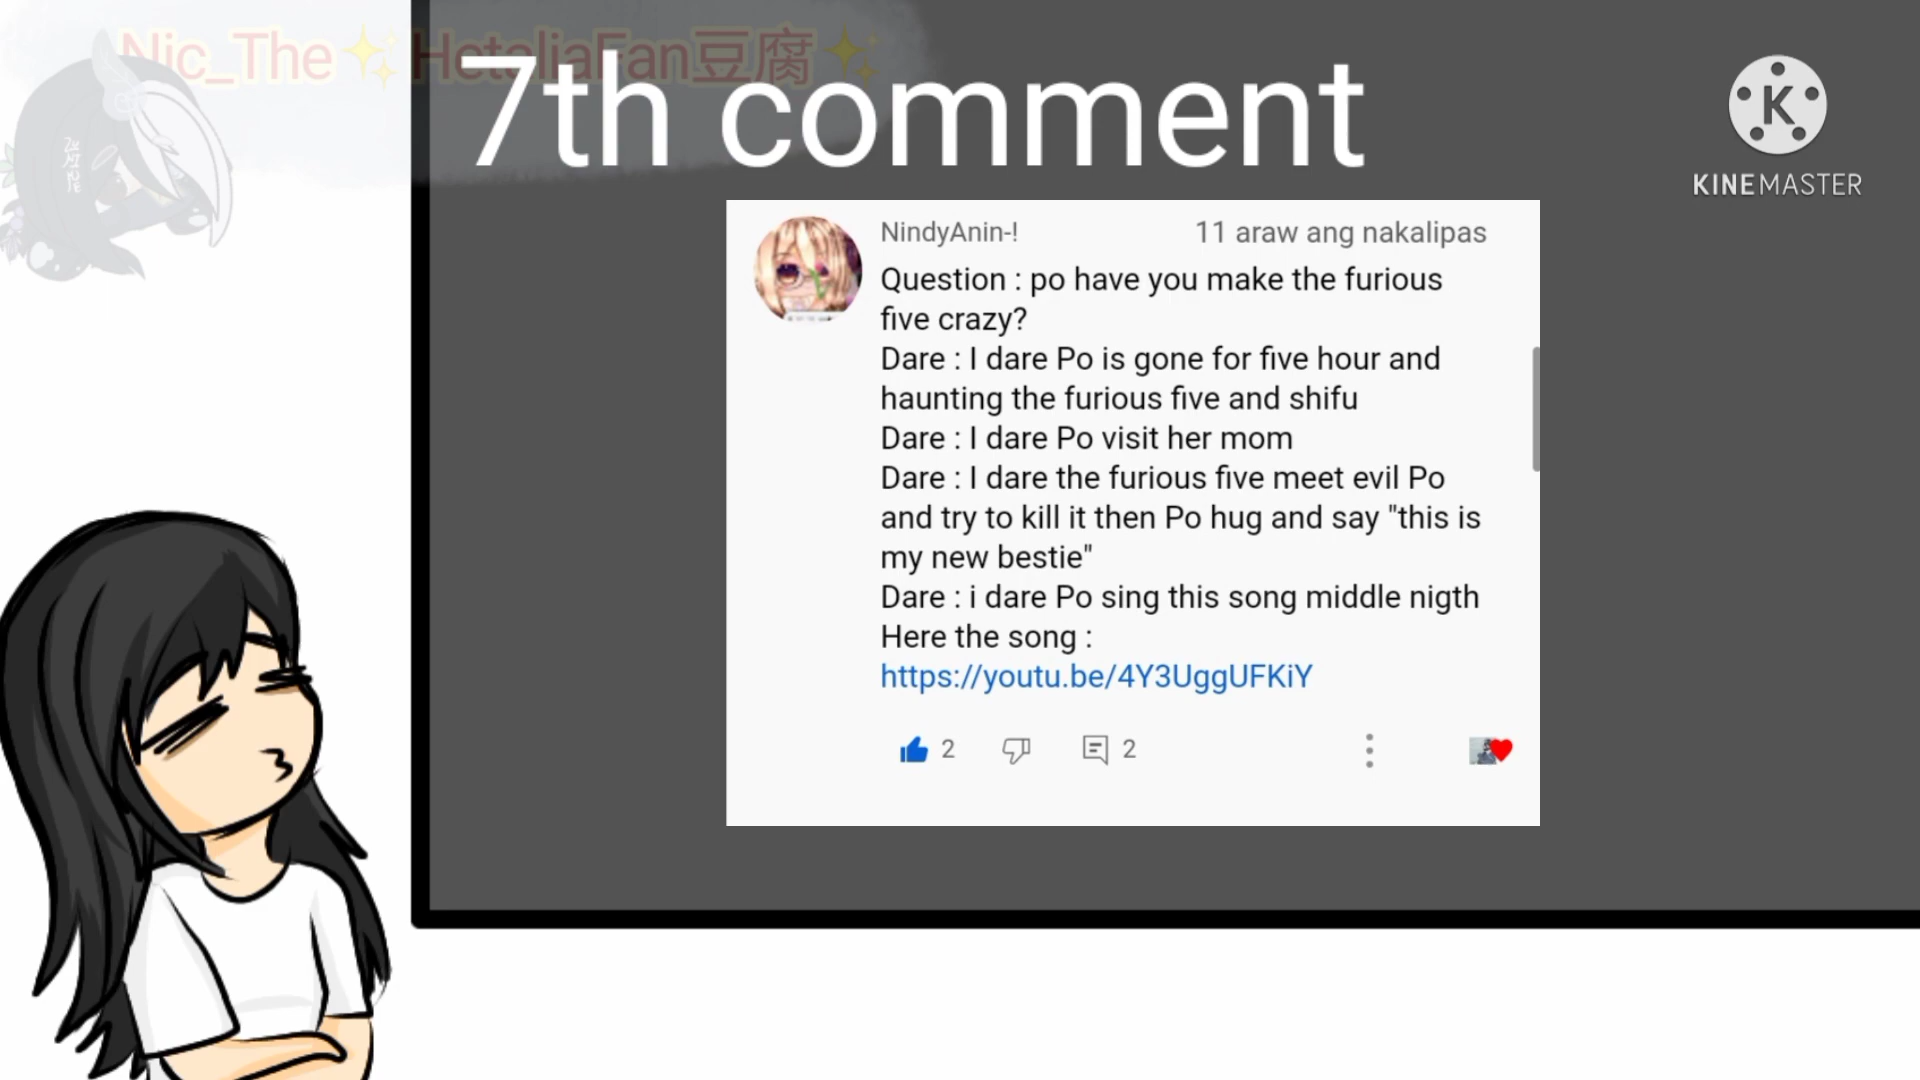 Nic_The✨HetaliaFan豆腐✨
7th comment
K
KINEMASTER
NindyAnin-! 11 araw ang nakalipas
Question : po have you make the furious
five crazy?
Dare : I dare Po is gone for five hour and
haunting the furious five and shifu
Dare : I dare Po visit her mom
Dare : I dare the furious five meet evil Po
and try to kill it then Po hug and say "this is
my new bestie"
Dare : i dare Po sing this song middle nigth
Here the song :
https://youtu.be/4Y3UggUFKiY
2 2